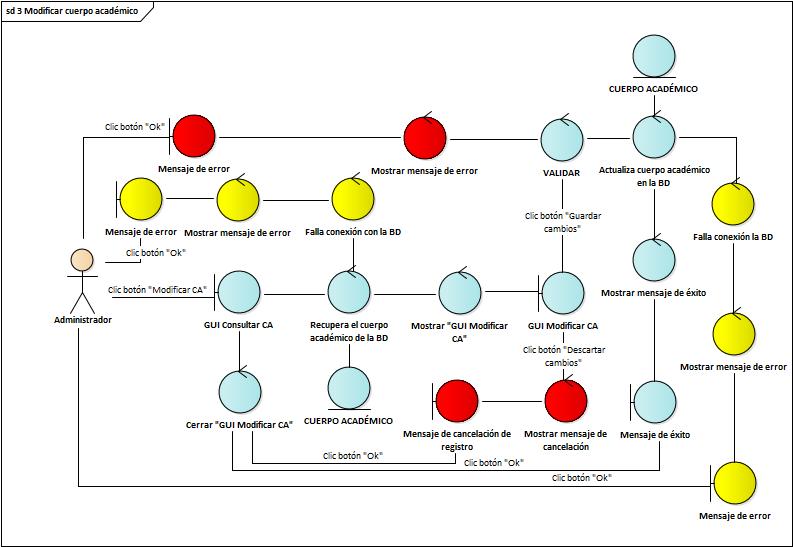 sd 3 Modificar cuerpo académico
CUERPO ACADÉMICO
Clic botón "Ok"
Mensaje de error
Mostrar mensaje de error
VALIDAR
Actualiza cuerpo académico
en la BD
Mensaje de error
Mostrar mensaje de error
Falla conexión con la BD
Clic botón "Guardar
cambios"
Falla conexión la BD
Clic botón "Ok"
Clic botón "Modificar CA"
Mostrar mensaje de éxito
Administrador
GUI Consultar CA
Recupera el cuerpo
académico de la BD
Mostrar "GUI Modificar
CA"
GUI Modificar CA
Clic botón "Descartar
cambios"
Mostrar mensaje de error
Cerrar "GUI Modificar CA"
CUERPO ACADÉMICO
Mensaje de cancelación de
registro
Mostrar mensaje de
cancelación
Mensaje de éxito
Clic botón "Ok"
Clic botón "Ok"
Clic botón "Ok"
Mensaje de error